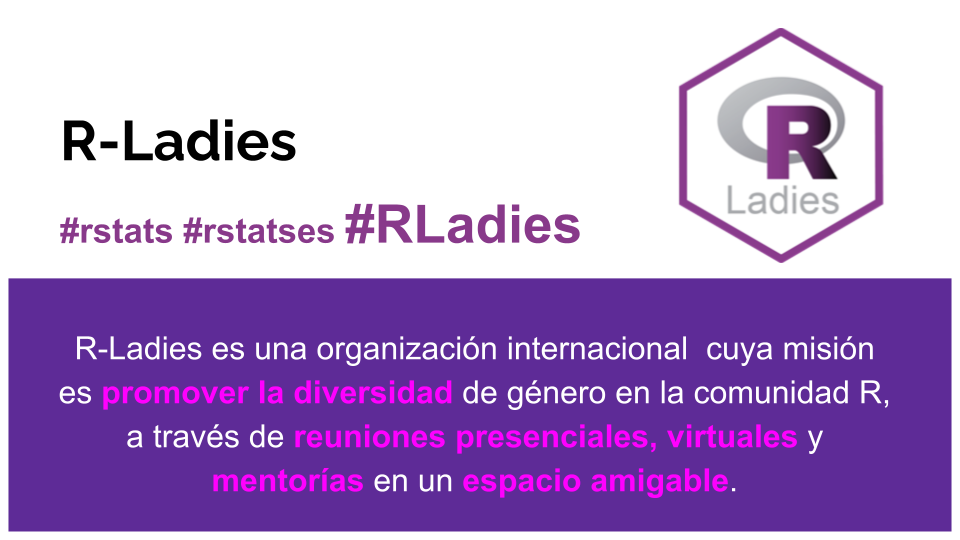 R-Ladies
#rstats #rstatses #RLadies
R
Ladies
R-Ladies es una organización internacional  cuya misión
es promover la diversidad de género en la comunidad R,
a través de reuniones presenciales, virtuales y
mentorías en un espacio amigable.